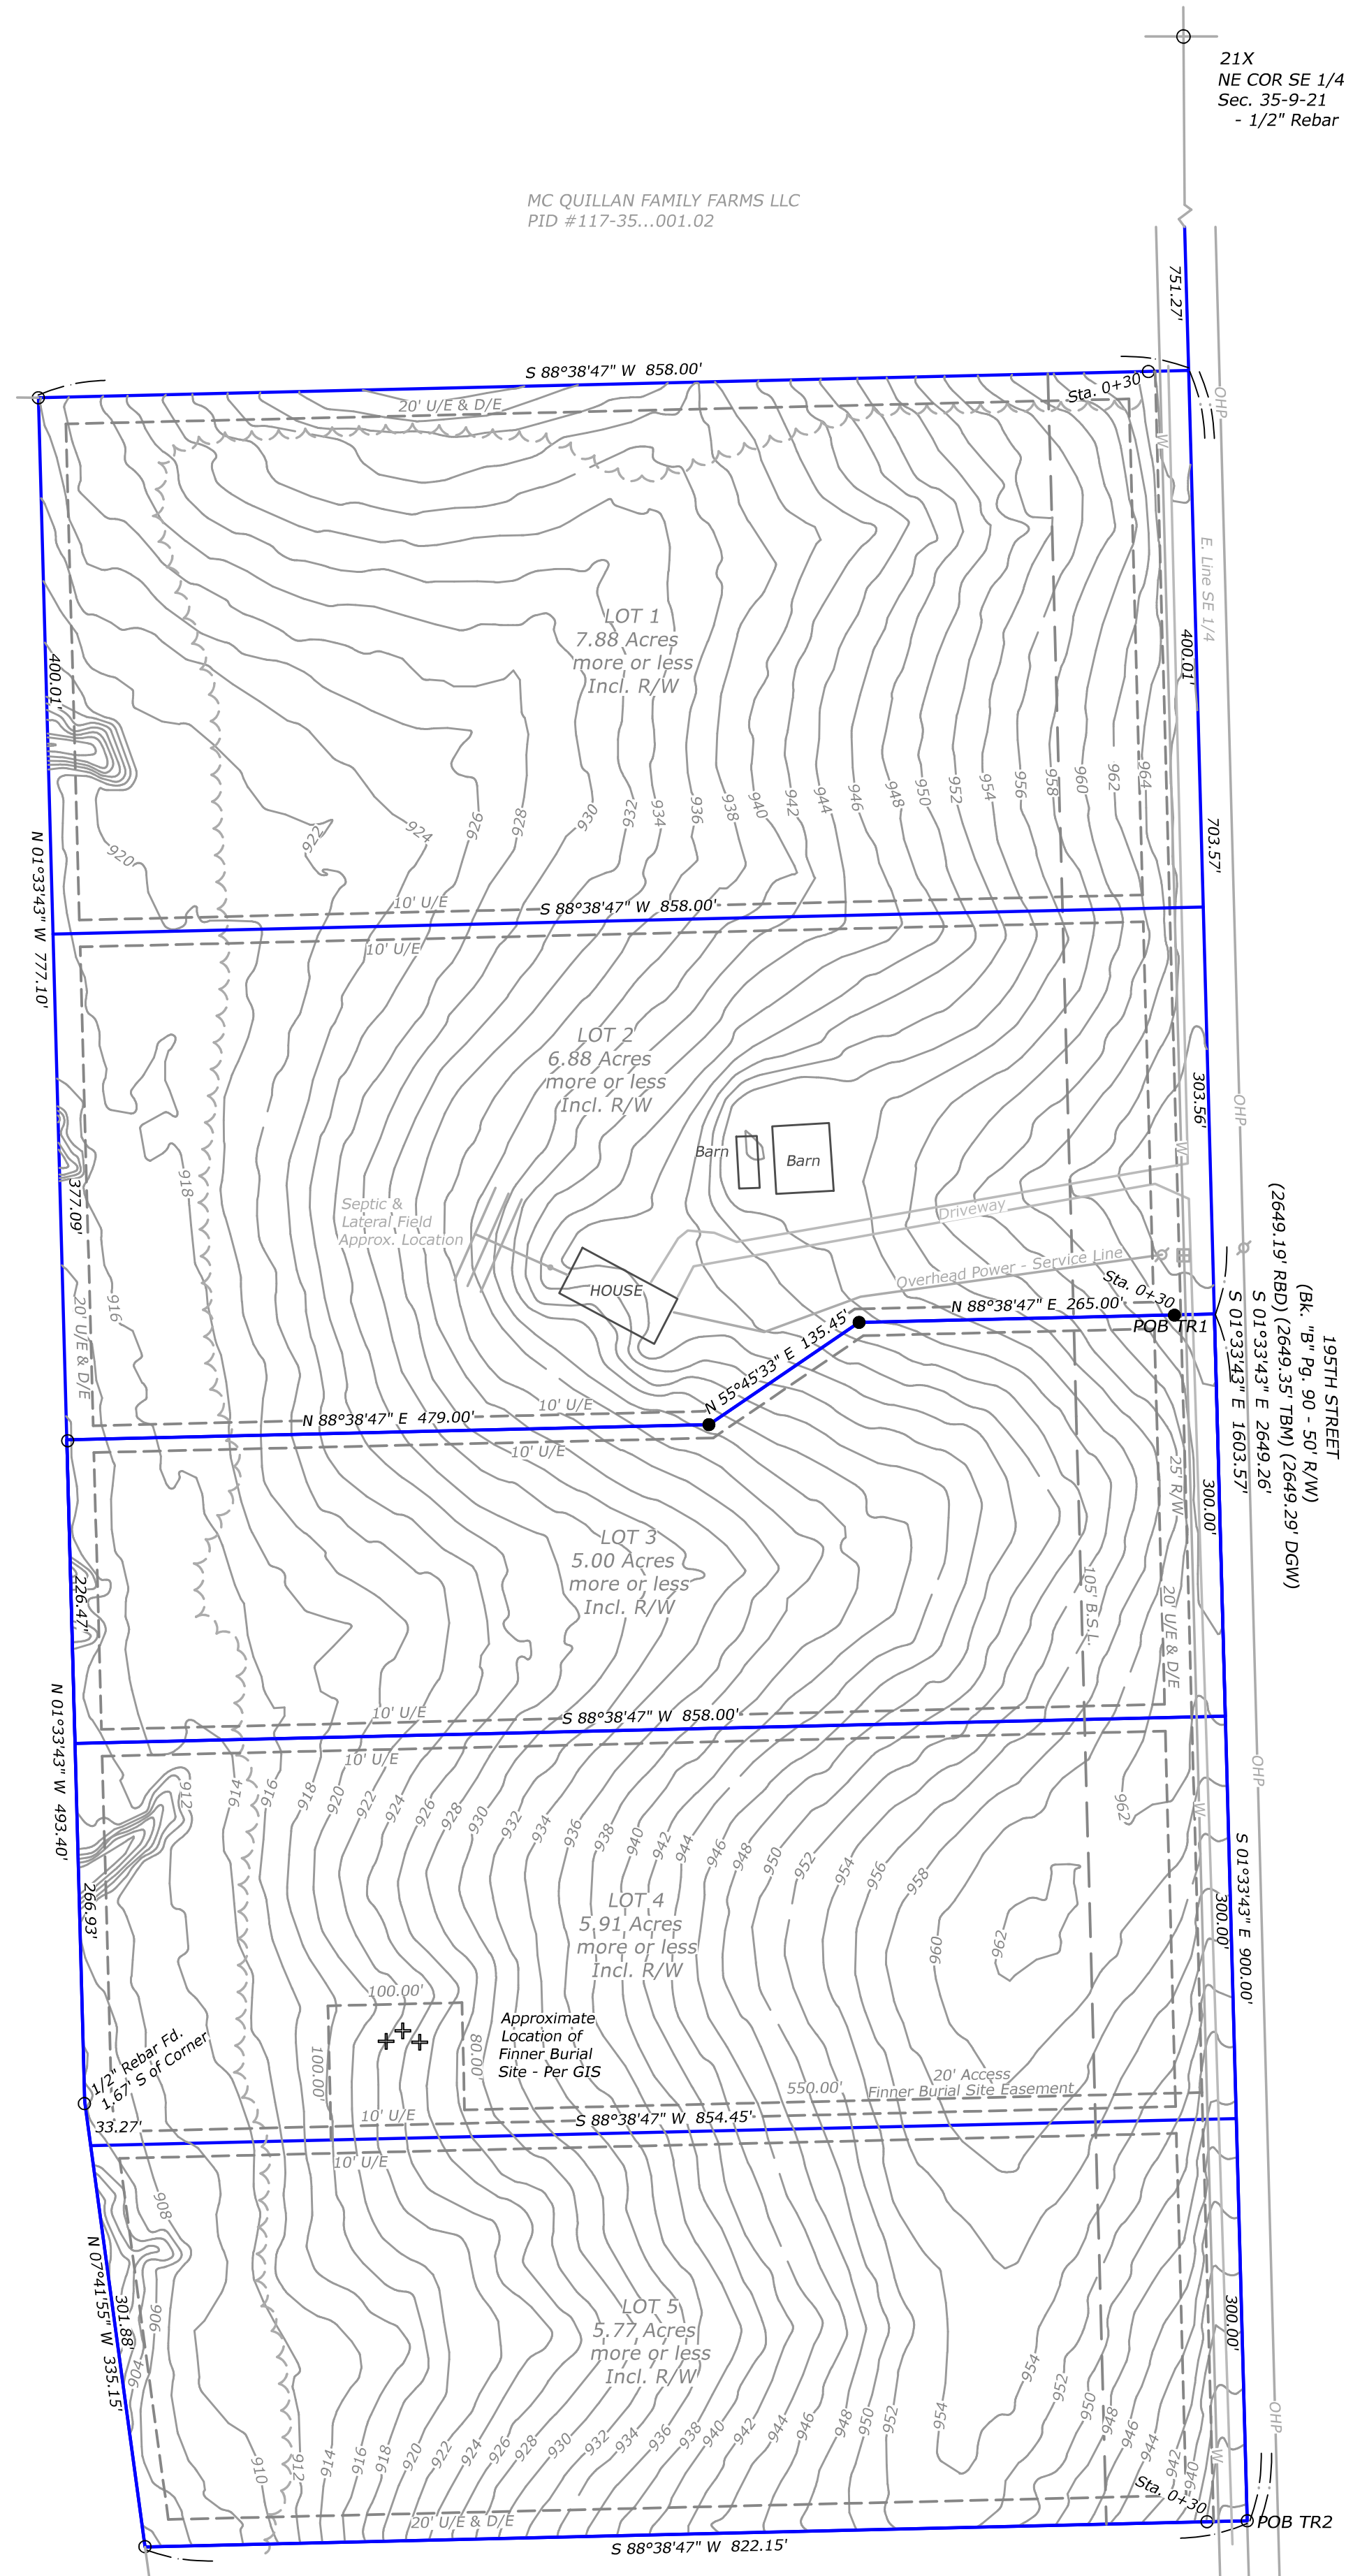 21X
NE COR SE 1/4
Sec. 35-9-21
- 1/2" Rebar
MC QUILLAN FAMILY FARMS LLC
PID #117-35...001.02
751.27'
S 88°38'47" W 858.00'
20' U/E & D/E
Sta. 0+30
OHP
W
E. Line SE 1/4
LOT 1
7.88 Acres
more or less
Incl. R/W
400.01'
400.01'
920
922
924
926
928
930
932
934
936
938
940
942
944
946
948
950
952
954
956
958
960
962
964
703.57'
N 01°33'43" W 777.10'
10' U/E
S 88°38'47" W 858.00'
10' U/E
LOT 2
6.88 Acres
more or less
Incl. R/W
303.56'
OHP
W
Barn
Barn
918
377.09'
Septic &
Lateral Field
Approx. Location
Driveway
HOUSE
Overhead Power - Service Line
916
20' U/E & D/E
Sta. 0+30
N 88°38'47" E 265.00'
POB TR1
N 55°45'33" E 135.45'
10' U/E
N 88°38'47" E 479.00'
10' U/E
195TH STREET
(Bk. "B" Pg. 90 - 50' R/W)
(2649.19' RBD) (2649.35' TBM) (2649.29' DGW)
S 01°33'43" E 2649.26'
S 01°33'43" E 1603.57'
25' R/W
300.00'
LOT 3
5.00 Acres
more or less
Incl. R/W
226.47'
105' B.S.L.
20' U/E & D/E
10' U/E
S 88°38'47" W 858.00'
10' U/E
N 01°33'43" W 493.40'
OHP
W
912
914
916
918
920
922
924
926
928
930
932
934
936
938
940
942
944
946
948
950
952
954
956
958
960
962
962
LOT 4
5.91 Acres
more or less
Incl. R/W
266.93'
300.00'
S 01°33'43" E 900.00'
100.00'
100.00'
80.00'
Approximate
Location of
Finner Burial
Site - Per GIS
1/2" Rebar Fd.
1.67' S of Corner
550.00'
20' Access
Finner Burial Site Easement
33.27'
10' U/E
S 88°38'47" W 854.45'
10' U/E
908
906
904
N 07°41'55" W 335.15'
301.88'
LOT 5
5.77 Acres
more or less
Incl. R/W
300.00'
OHP
W
910
912
914
916
918
920
922
924
926
928
930
932
934
936
938
940
942
944
946
948
950
952
954
954
952
950
948
946
944
942
940
20' U/E & D/E
Sta. 0+30
POB TR2
S 88°38'47" W 822.15'